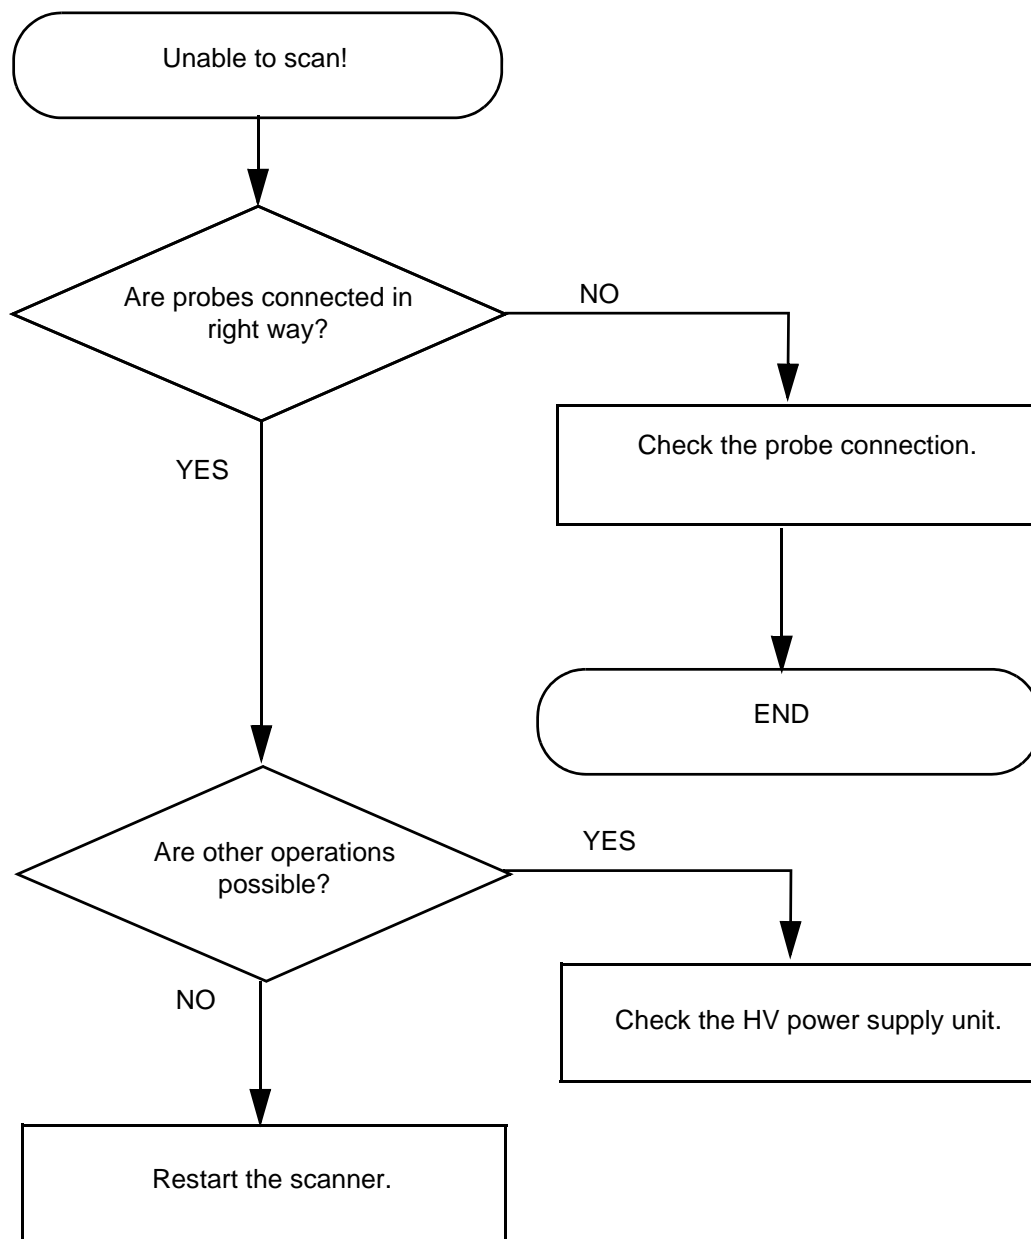 Unable to scan!
Are probes connected in
right way?
NO
Check the probe connection.
YES
END
Are other operations
possible?
YES
Check the HV power supply unit.
NO
Restart the scanner.